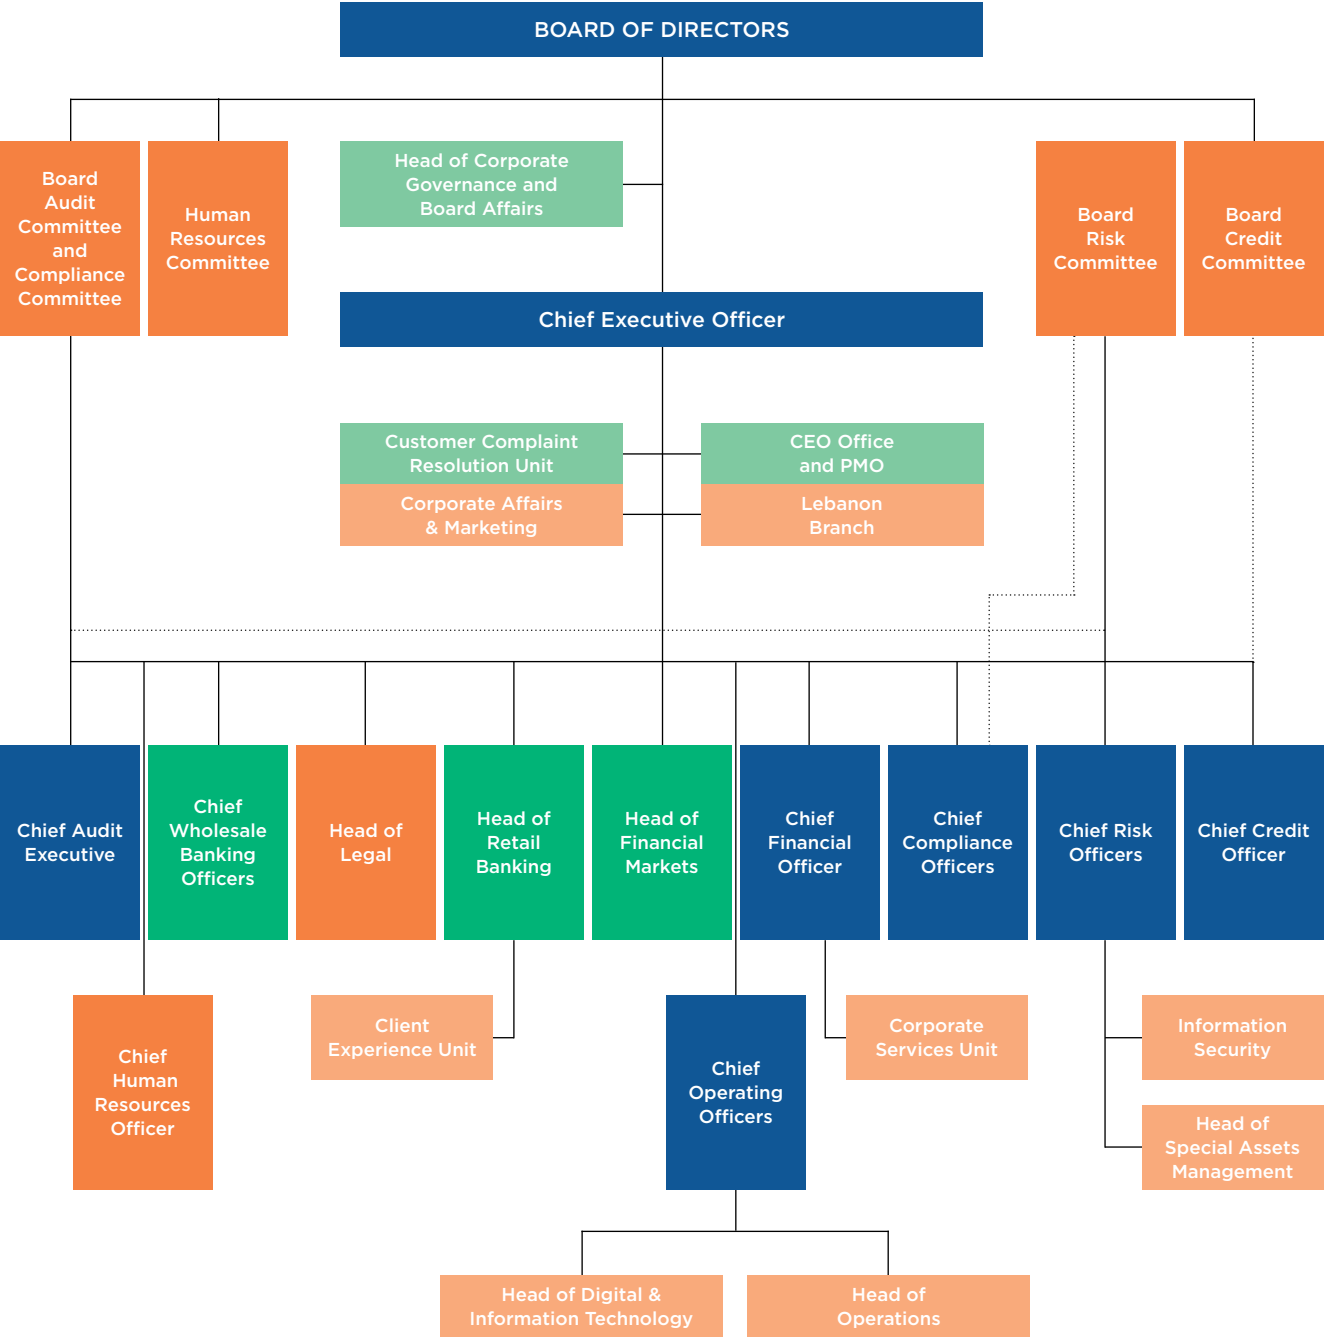 BOARD OF DIRECTORS
Board
Audit
Committee
and
Compliance
Committee
Human
Resources
Committee
Head of Corporate
Governance and
Board Affairs
Board
Risk
Committee
Board
Credit
Committee
Chief Executive Officer
Customer Complaint
Resolution Unit
CEO Office
and PMO
Corporate Affairs
& Marketing
Lebanon
Branch
Chief Audit
Executive
Chief
Wholesale
Banking
Officers
Head of
Legal
Head of
Retail
Banking
Head of
Financial
Markets
Chief
Financial
Officer
Chief
Compliance
Officers
Chief Risk
Officers
Chief Credit
Officer
Chief
Human
Resources
Officer
Client
Experience Unit
Chief
Operating
Officers
Corporate
Services Unit
Information
Security
Head of
Special Assets
Management
Head of Digital &
Information Technology
Head of
Operations